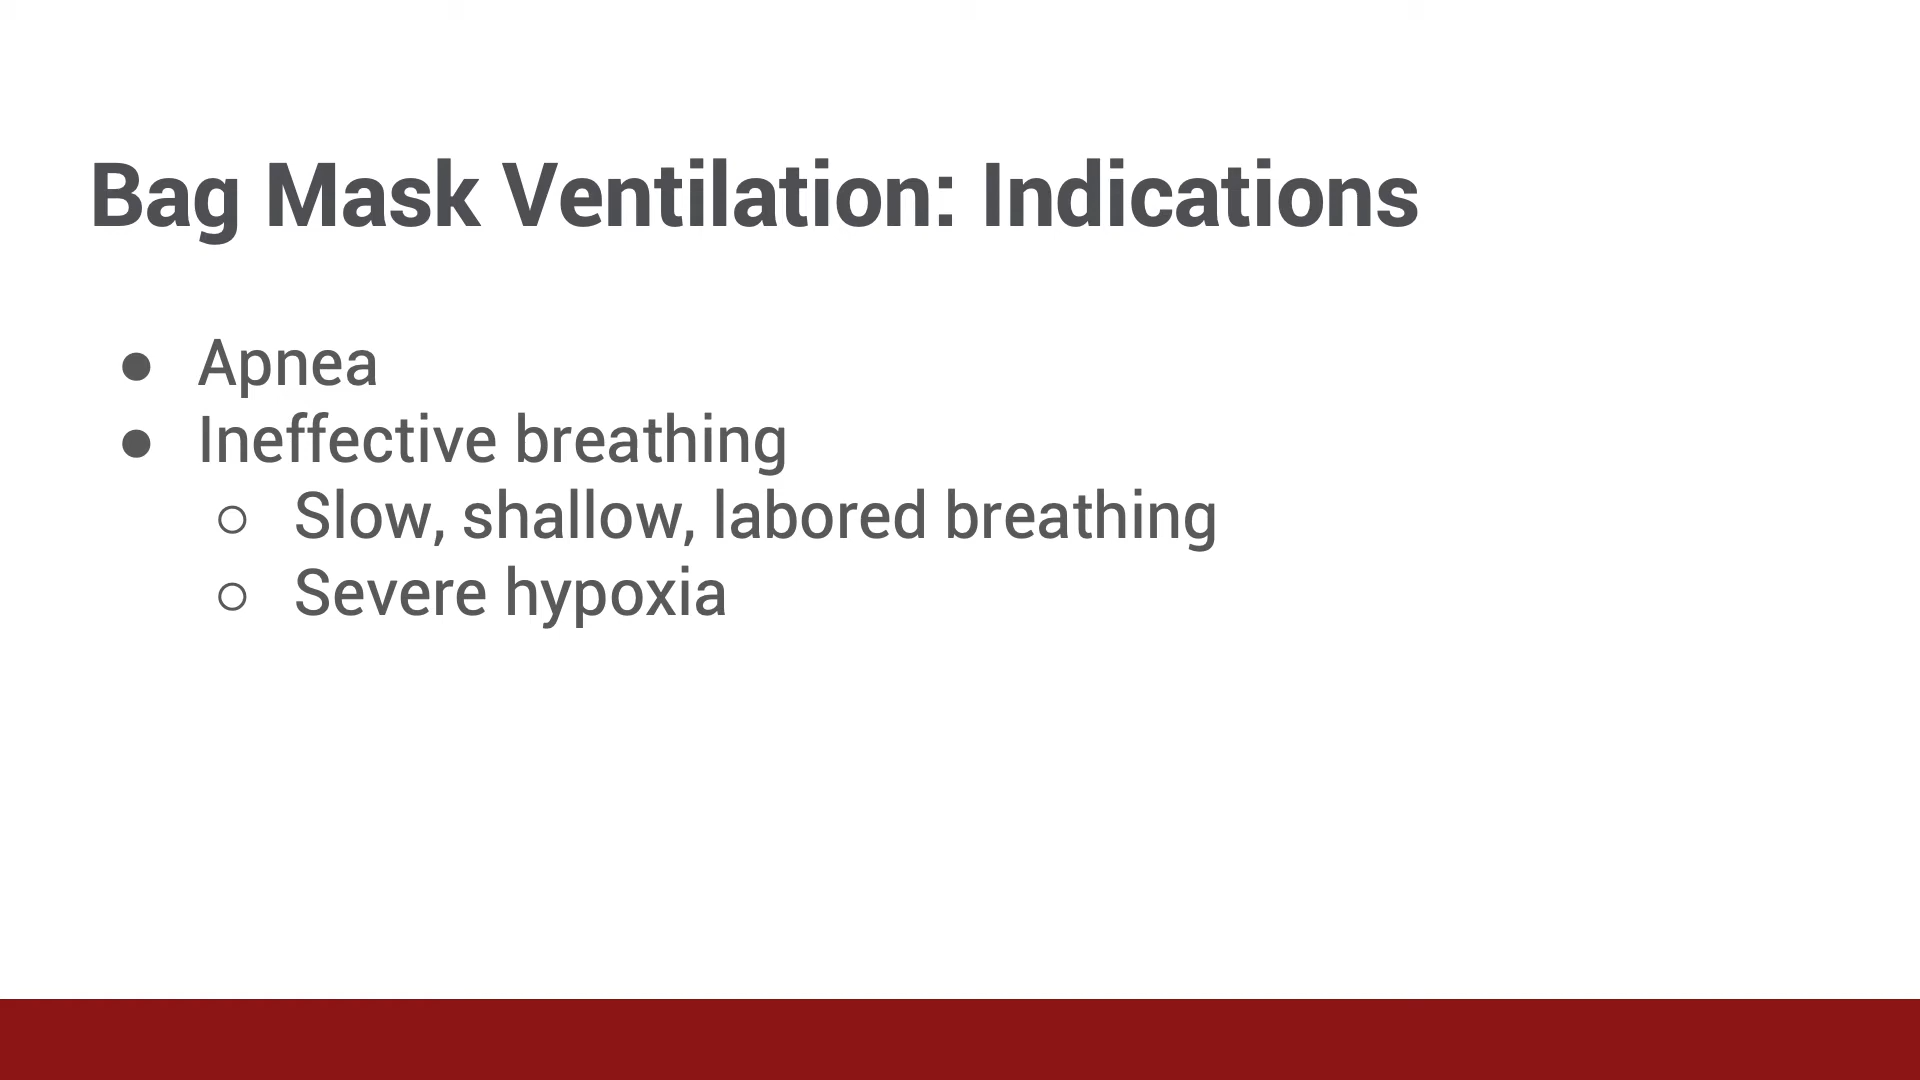 Bag Mask Ventilation: Indications
● Apnea
● Ineffective breathing
○ Slow, shallow, labored breathing
○ Severe hypoxia